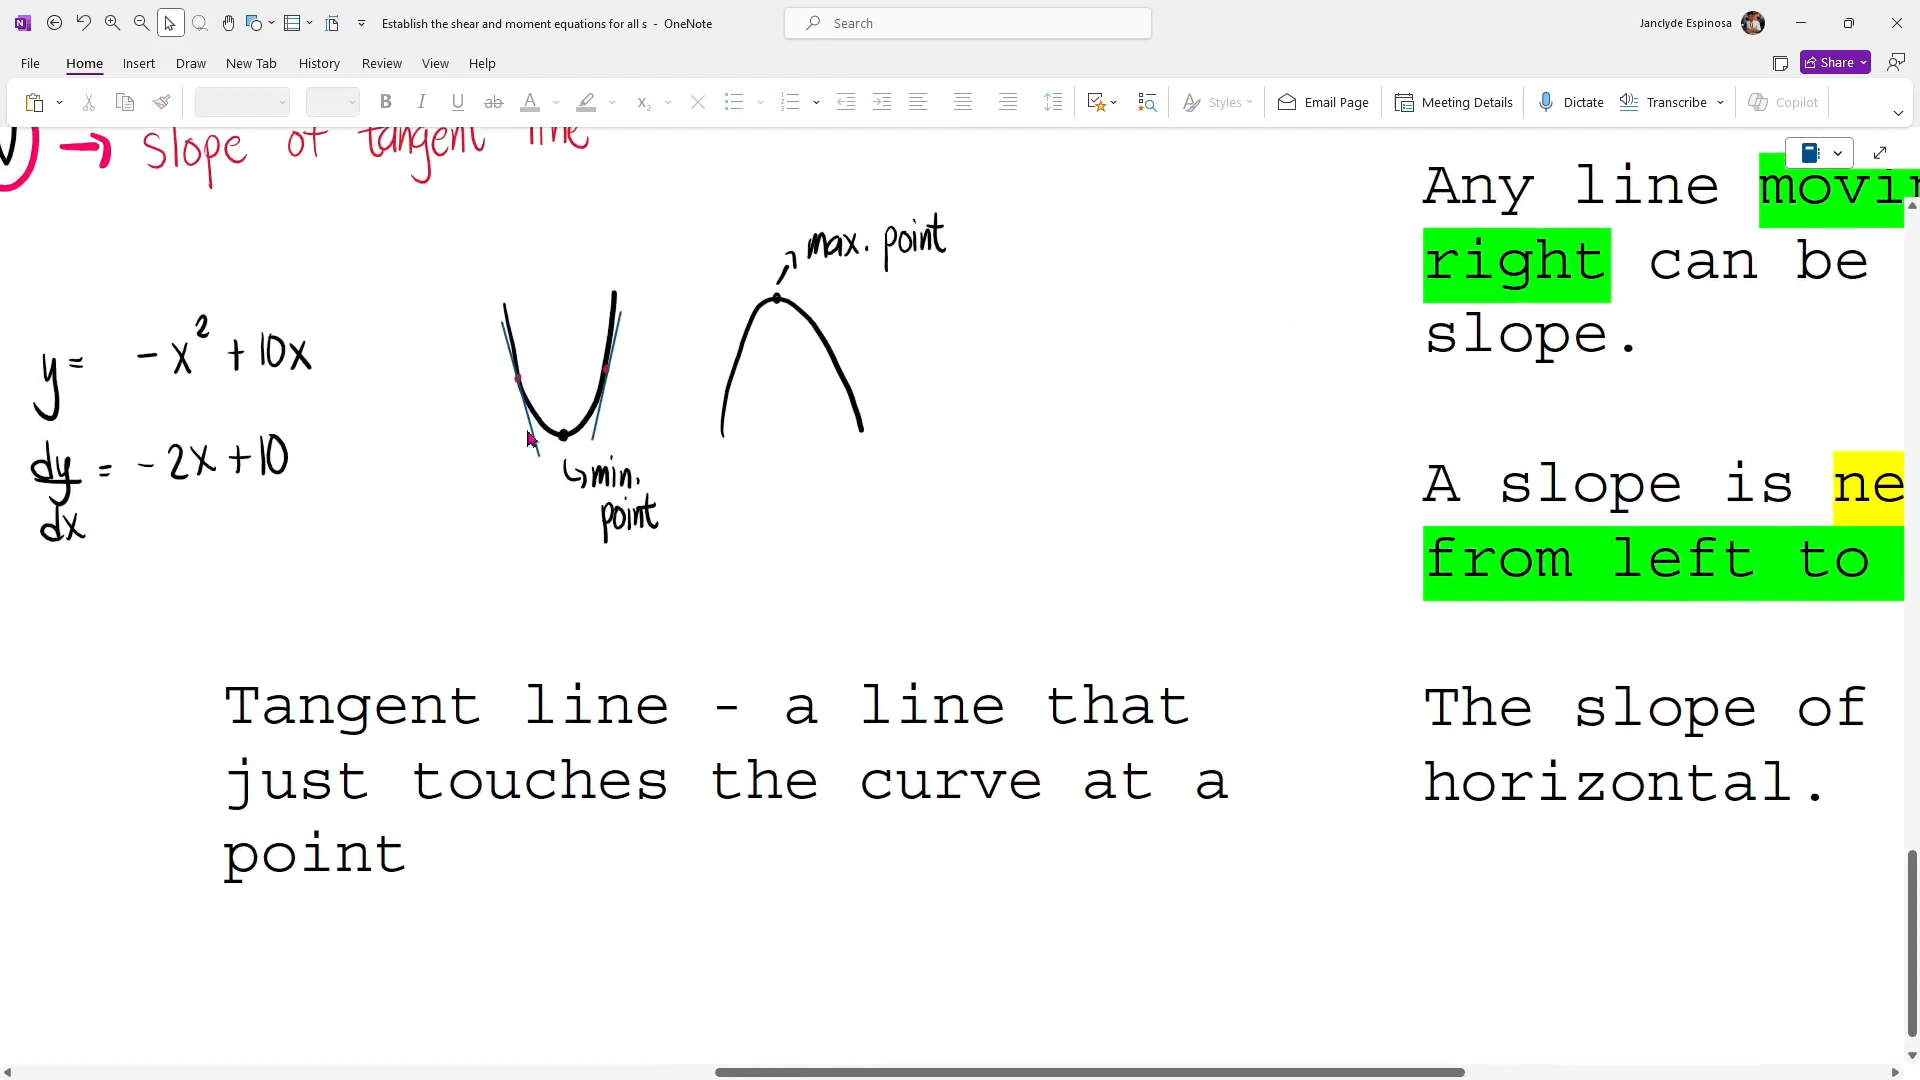 Establish the shear and moment equations for all s - OneNote
Search
Janclyde Espinosa
File Home Insert Draw New Tab History Review View Help
Share
B I U ab A x₂
Styles
Email Page
Meeting Details
Dictate
Transcribe
Copilot
→ slope of tangent line
max. point
y = -x² + 10x
dy/dx = -2x + 10
min.
point
Tangent line - a line that
just touches the curve at a
point
Any line
right can be
slope.
A slope is
from left to
The slope of
horizontal.